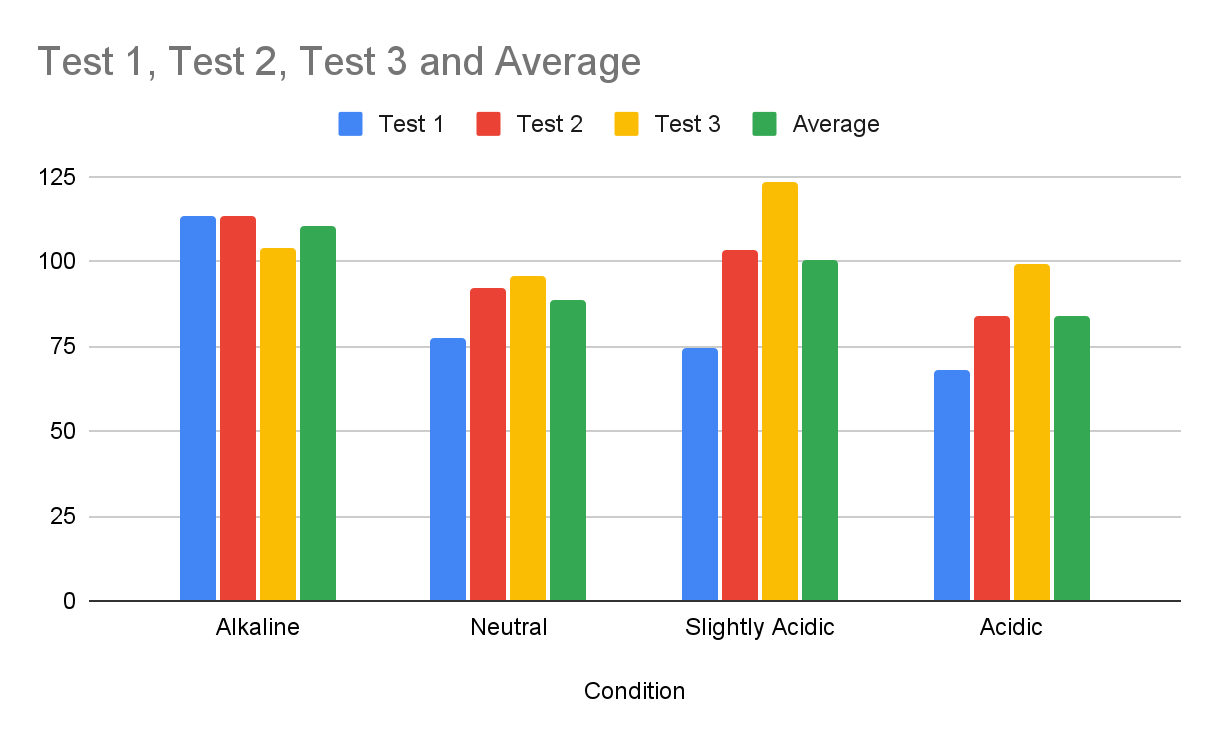 Test 1, Test 2, Test 3 and Average
Test 1 Test 2 Test 3 Average
125
100
75
50
25
0
Alkaline Neutral Slightly Acidic Acidic
Condition